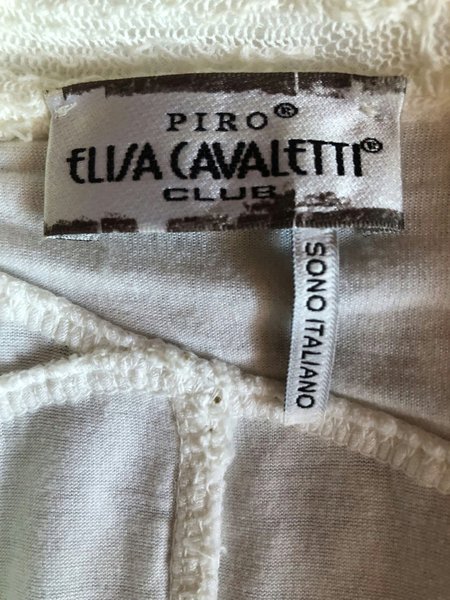 PIRO®
ELISA CAVALETTI®
CLUB
SONO ITALIANO